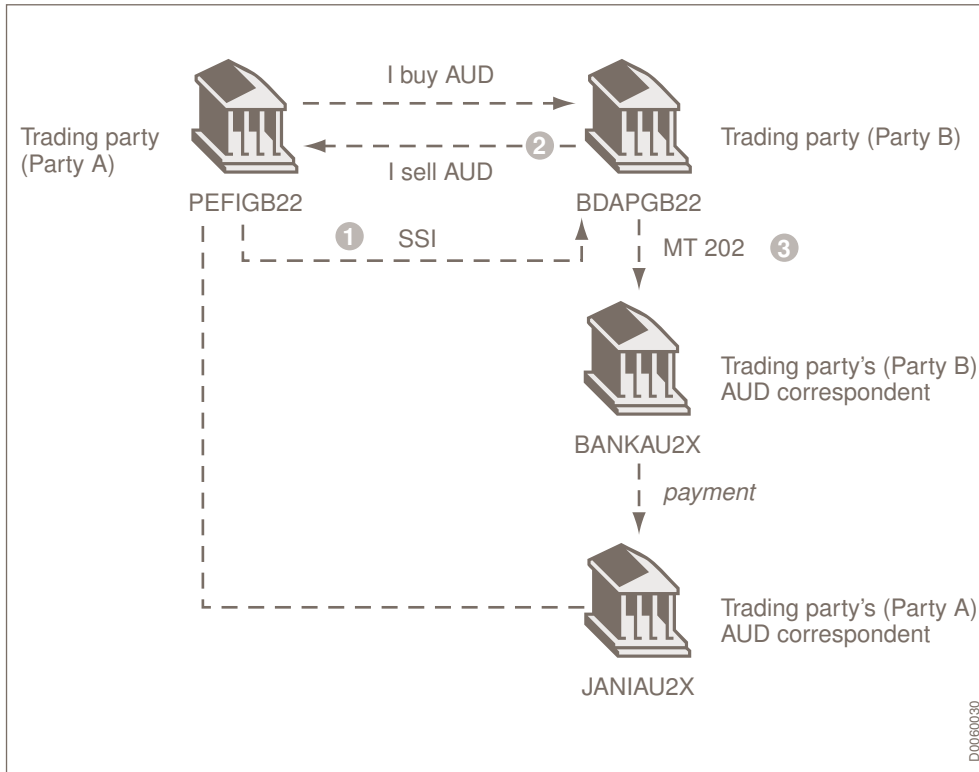 I buy AUD
Trading party
(Party A)
2
Trading party (Party B)
I sell AUD
PEFIGB22
BDAPGB22
1 SSI
MT 202 3
Trading party's (Party B)
AUD correspondent
BANKAU2X
payment
Trading party's (Party A)
AUD correspondent
JANIAU2X
D0060030